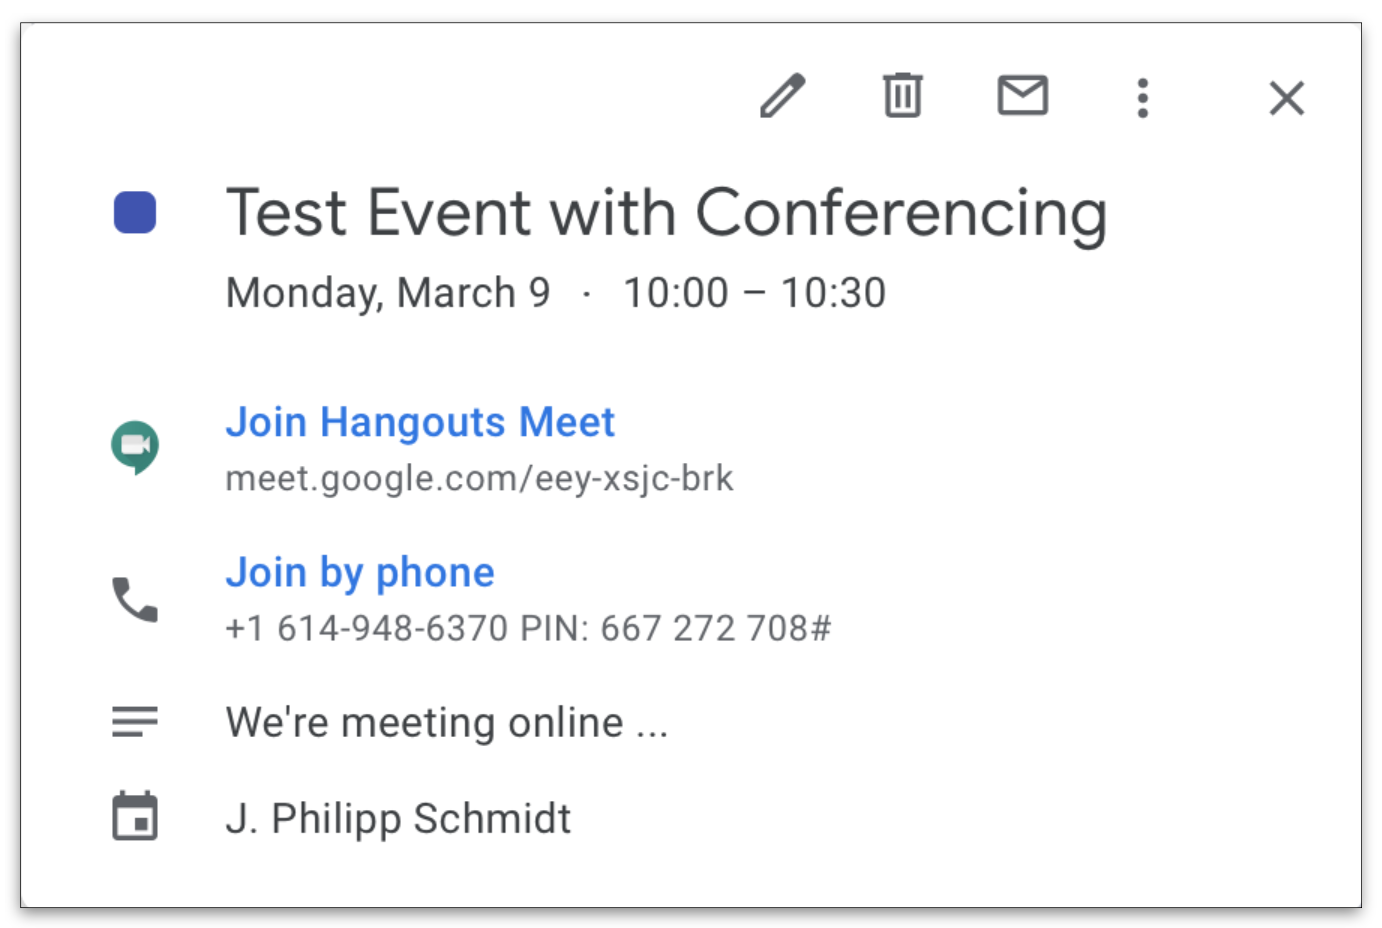 Test Event with Conferencing
Monday, March 9 · 10:00 – 10:30
Join Hangouts Meet
meet.google.com/eey-xsjc-brk
Join by phone
+1 614-948-6370 PIN: 667 272 708#
We're meeting online ...
J. Philipp Schmidt